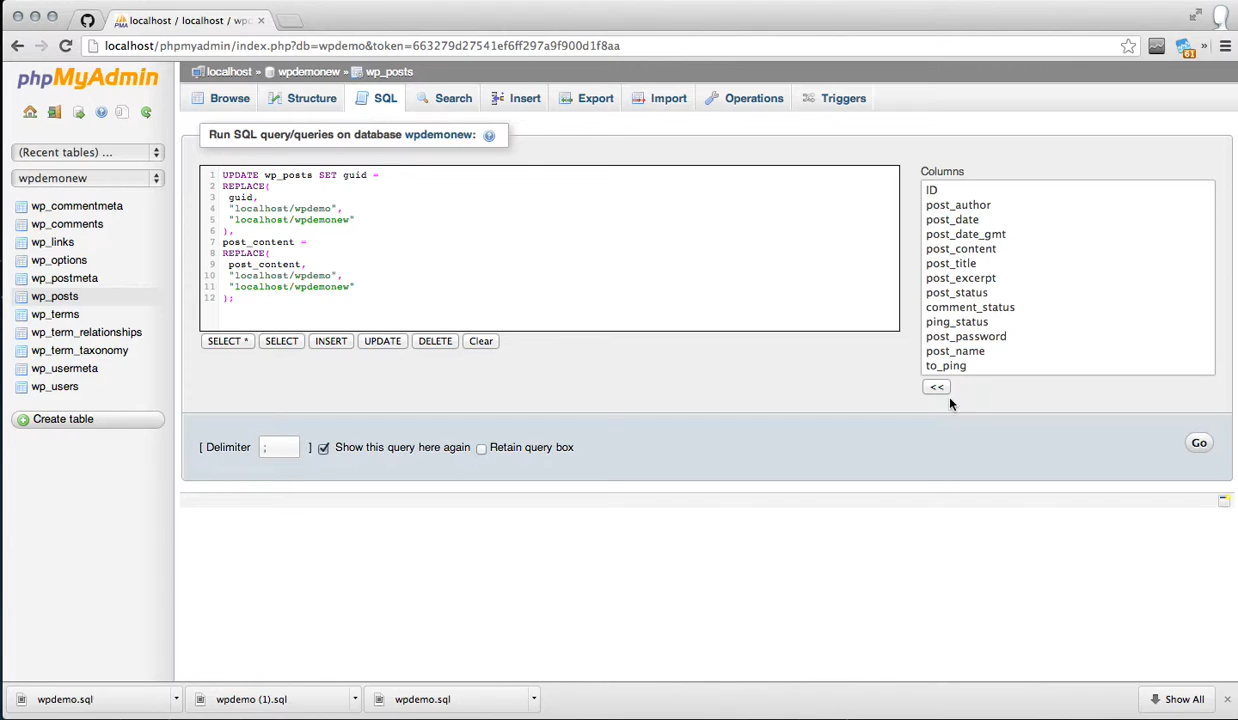 localhost / localhost / wpc
localhost/phpmyadmin/index.php?db=wpdemo&token=663279d27541ef6ff297a9f900d1f8aa
61
»
phpMyAdmin
(Recent tables) ...
wpdemonew
wp_commentmeta
wp_comments
wp_links
wp_options
wp_postmeta
wp_posts
wp_terms
wp_term_relationships
wp_term_taxonomy
wp_usermeta
wp_users
Create table
localhost » wpdemonew » wp_posts
Browse Structure SQL Search Insert Export Import Operations Triggers
Run SQL query/queries on database wpdemonew:
1 UPDATE wp_posts SET guid =
2 REPLACE(
3 guid,
4 "localhost/wpdemo",
5 "localhost/wpdemonew"
6 ),
7 post_content =
8 REPLACE(
9 post_content,
10 "localhost/wpdemo",
11 "localhost/wpdemonew"
12 );
SELECT * SELECT INSERT UPDATE DELETE Clear
Columns
ID
post_author
post_date
post_date_gmt
post_content
post_title
post_excerpt
post_status
comment_status
ping_status
post_password
post_name
to_ping
<<
[ Delimiter ; ] Show this query here again Retain query box
Go
wpdemo.sql wpdemo (1).sql wpdemo.sql Show All